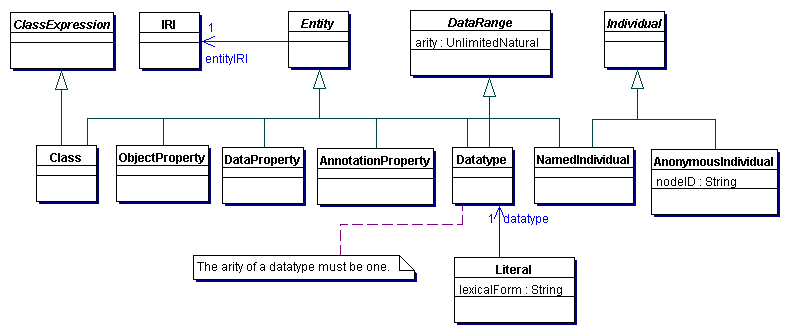 ClassExpression
IRI
Entity
DataRange
arity : UnlimitedNatural
Individual
1
entityIRI
Class
ObjectProperty
DataProperty
AnnotationProperty
Datatype
NamedIndividual
AnonymousIndividual
nodeID : String
1 datatype
The arity of a datatype must be one.
Literal
lexicalForm : String